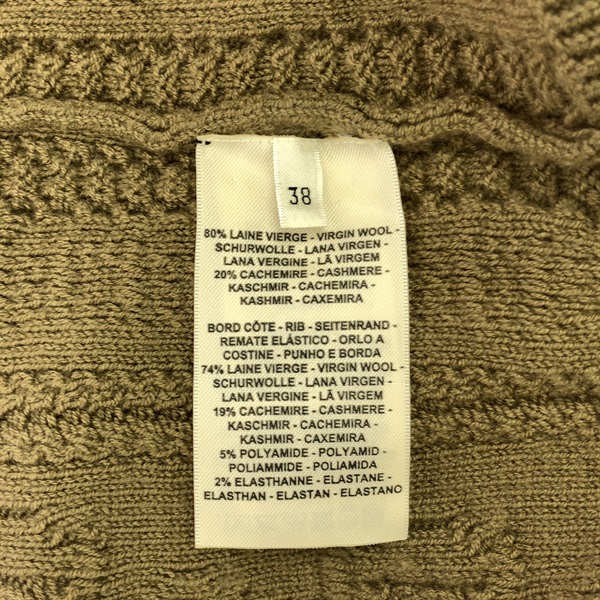 38
80% LAINE VIERGE - VIRGIN WOOL -
SCHURWOLLE - LANA VIRGEN -
LANA VERGINE - LÃ VIRGEM
20% CACHEMIRE - CASHMERE -
KASCHMIR - CACHEMIRA -
KASHMIR - CAXEMIRA
BORD CÔTE - RIB - SEITENRAND -
REMATE ELÁSTICO - ORLO A
COSTINE - PUNHO E BORDA
74% LAINE VIERGE - VIRGIN WOOL -
SCHURWOLLE - LANA VIRGEN -
LANA VERGINE - LÃ VIRGEM
19% CACHEMIRE - CASHMERE -
KASCHMIR - CACHEMIRA -
KASHMIR - CAXEMIRA
5% POLYAMIDE - POLYAMID -
POLIAMMIDE - POLIAMIDA
2% ELASTHANNE - ELASTANE -
ELASTHAN - ELASTAN - ELASTANO